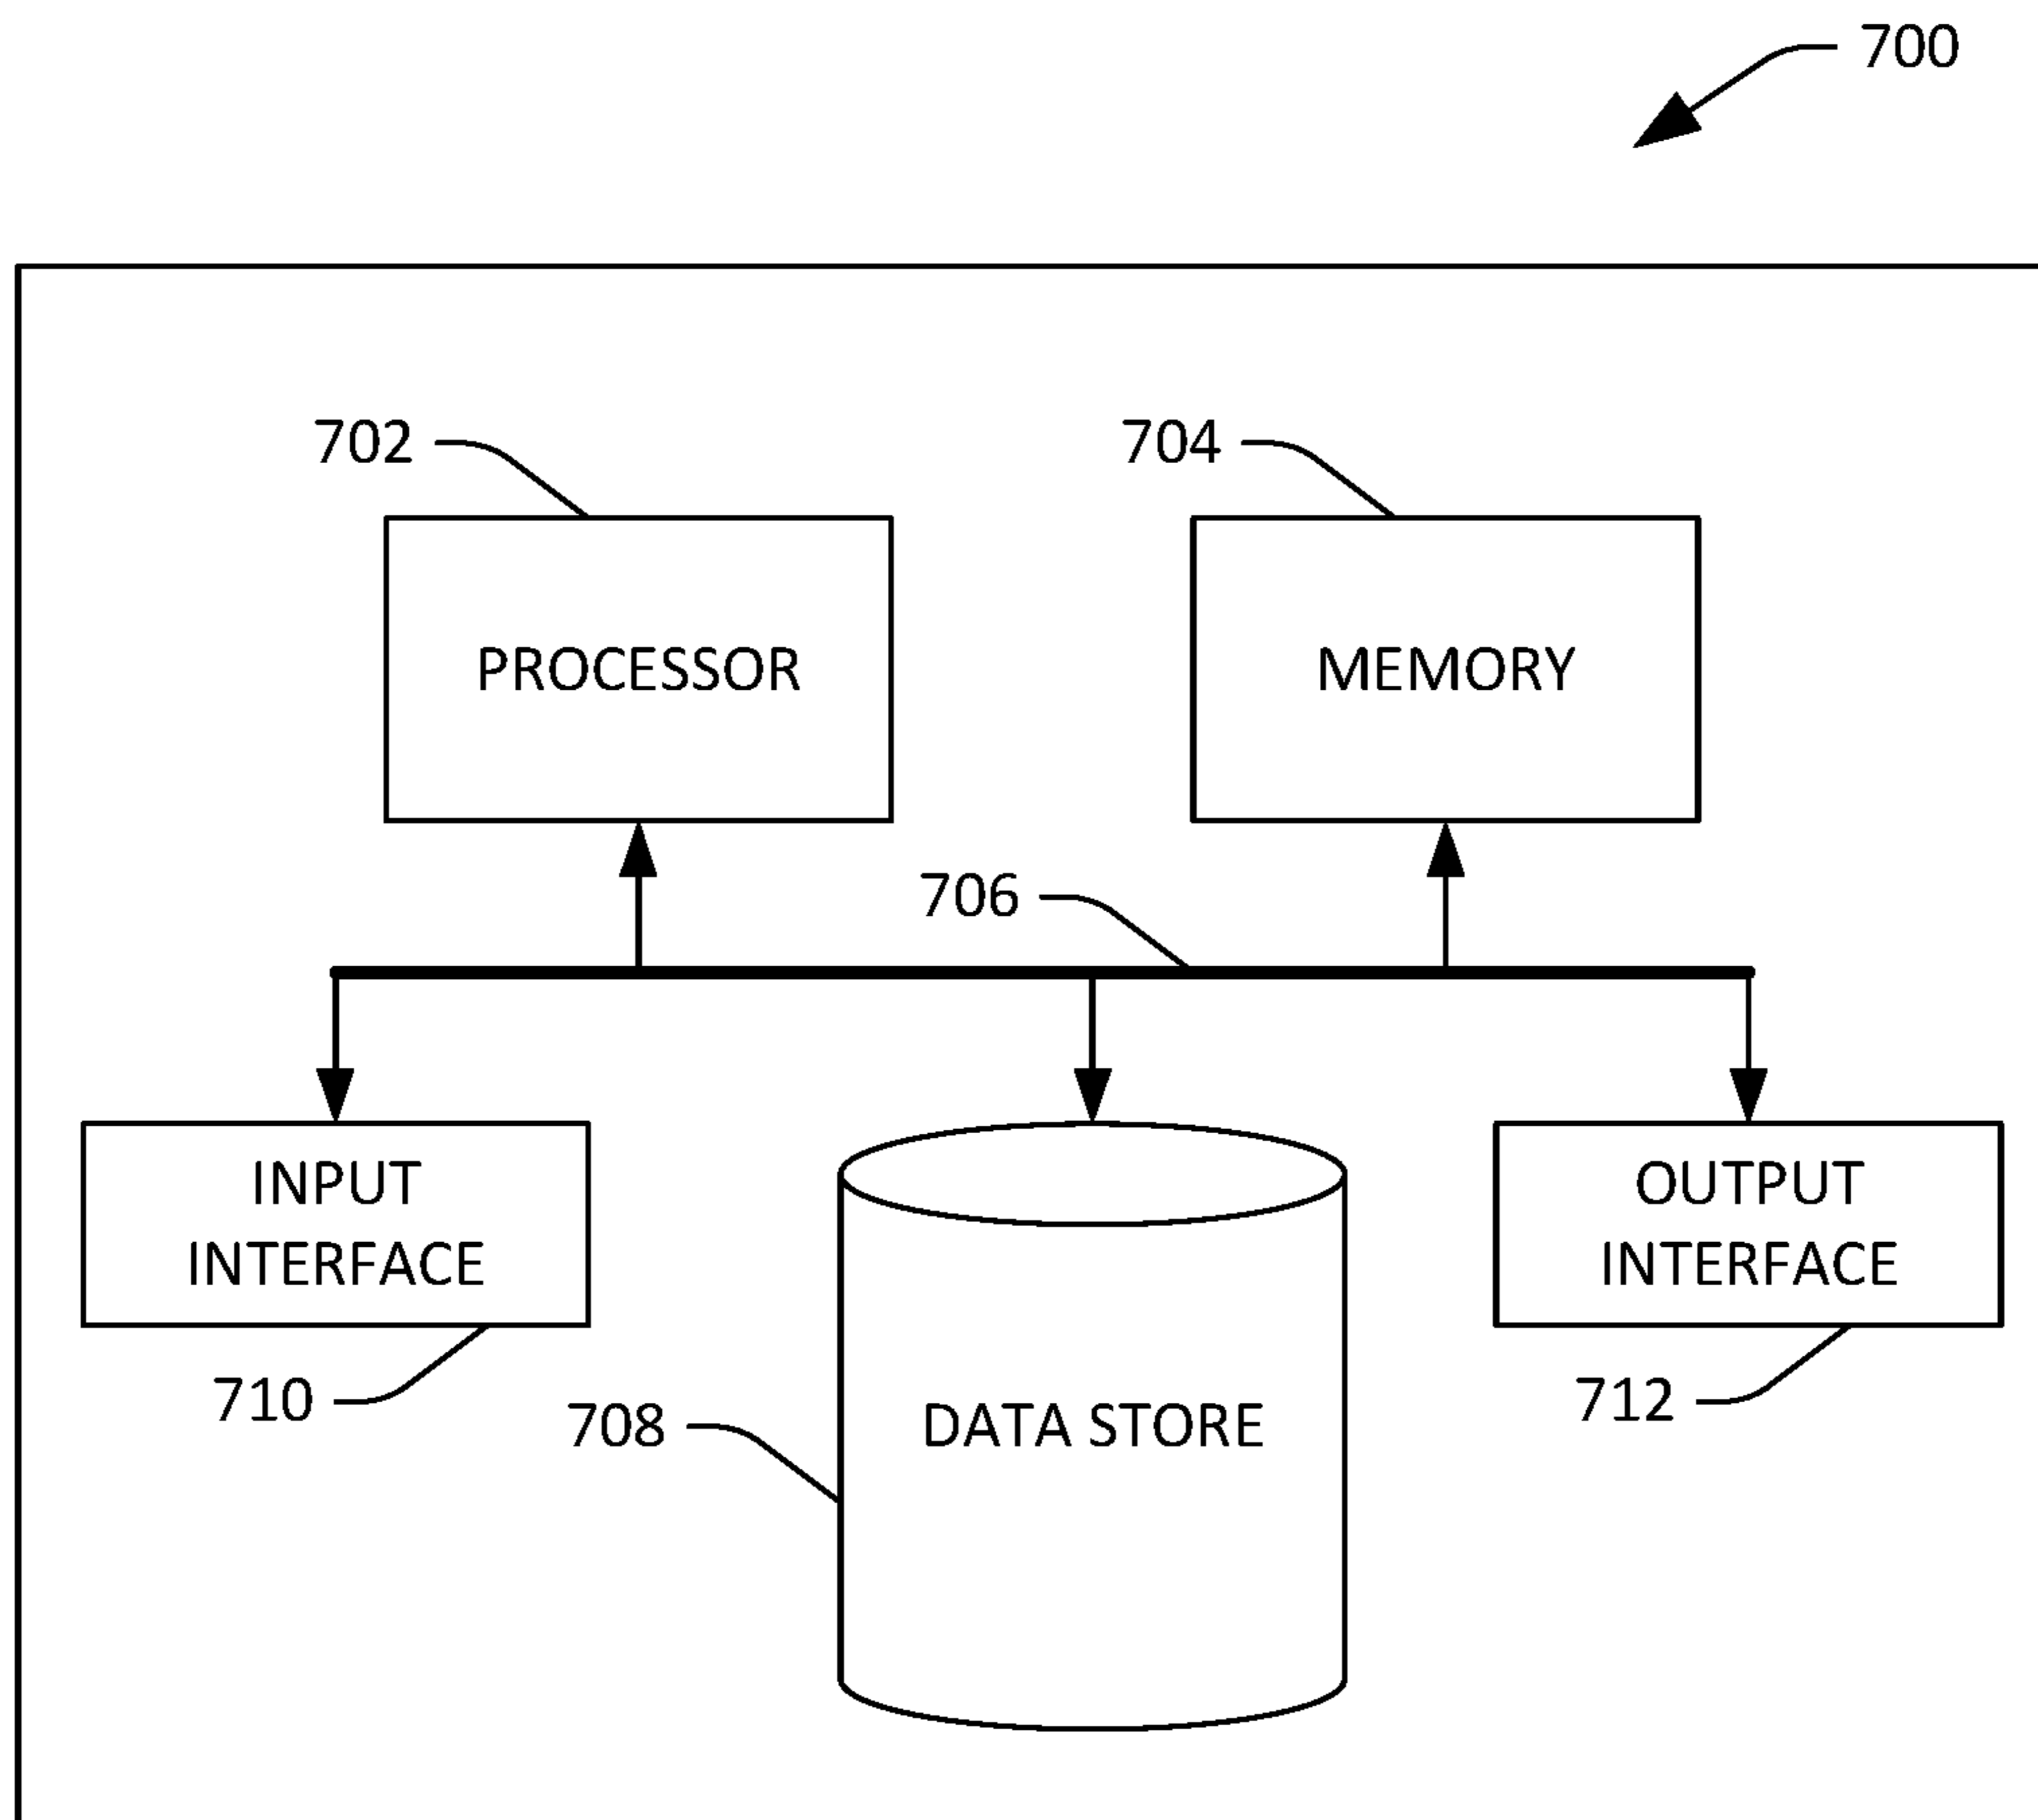 700
702
704
PROCESSOR
MEMORY
706
INPUT
INTERFACE
OUTPUT
INTERFACE
710
708
DATA STORE
712